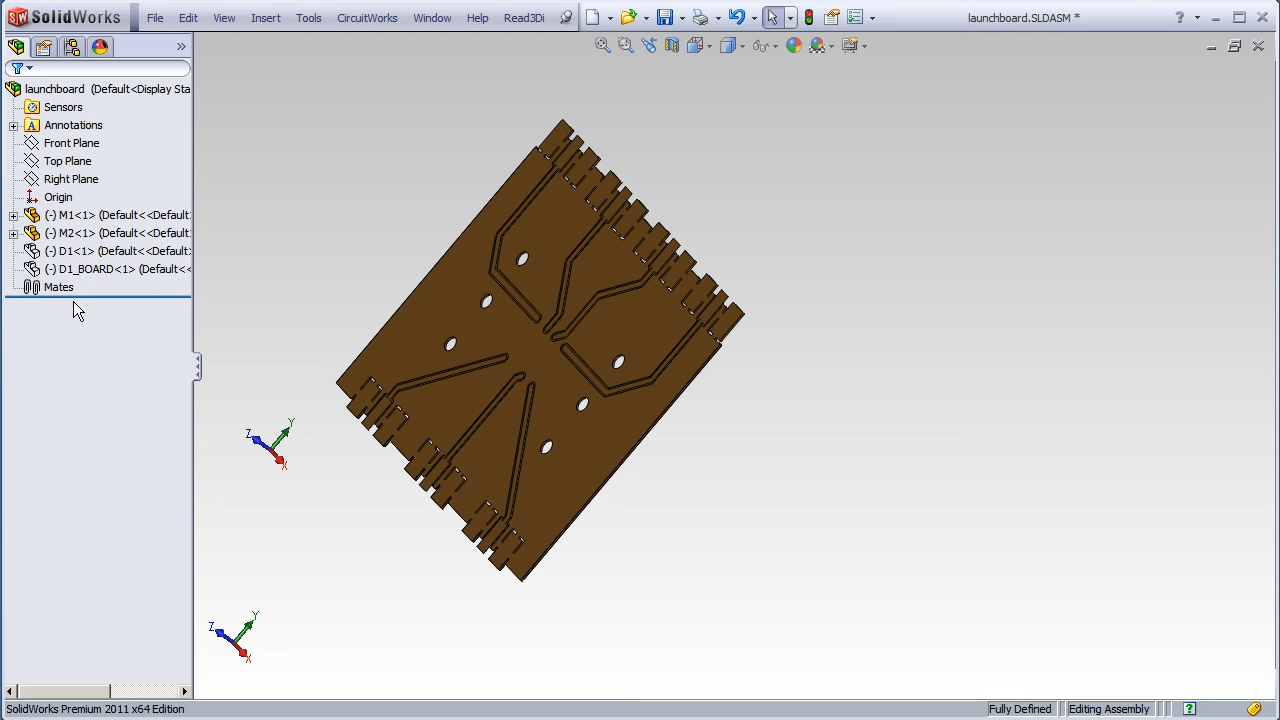 SolidWorks File Edit View Insert Tools CircuitWorks Window Help Read3Di launchboard.SLDASM *
launchboard (Default<Display Sta
Sensors
A Annotations
Front Plane
Top Plane
Right Plane
Origin
(-) M1<1> (Default<<Default
(-) M2<1> (Default<<Default
(-) D1<1> (Default<<Default
(-) D1_BOARD<1> (Default<<
Mates
Y
Z
X
Y
Z
X
SolidWorks Premium 2011 x64 Edition Fully Defined Editing Assembly